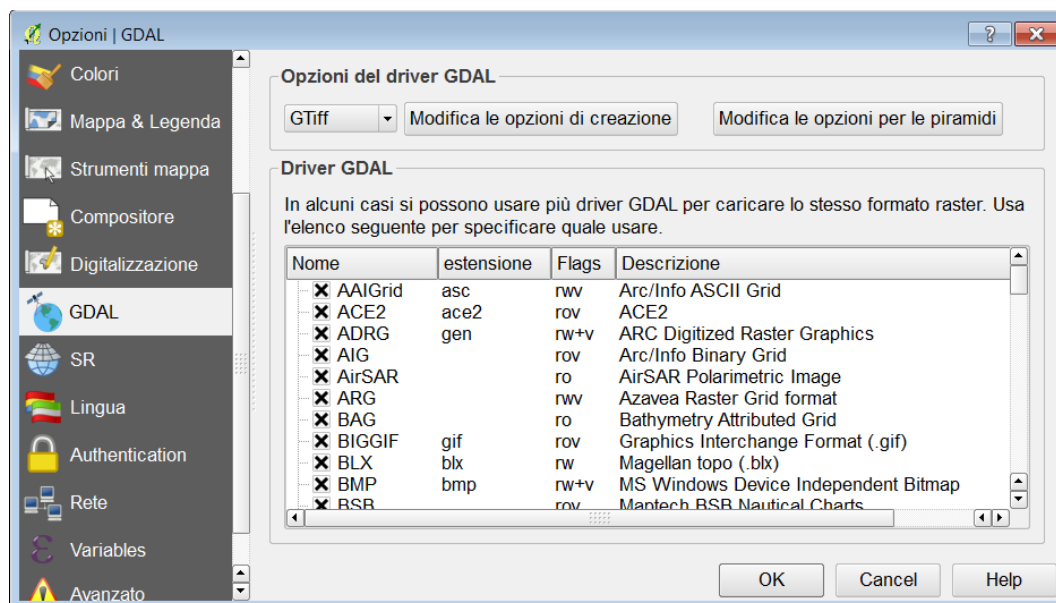 Opzioni | GDAL
Colori
Mappa & Legenda
Strumenti mappa
Compositore
Digitalizzazione
GDAL
SR
Lingua
Authentication
Rete
Variables
Avanzato
Opzioni del driver GDAL
GTiff Modifica le opzioni di creazione Modifica le opzioni per le piramidi
Driver GDAL
In alcuni casi si possono usare più driver GDAL per caricare lo stesso formato raster. Usa
l'elenco seguente per specificare quale usare.
Nome estensione Flags Descrizione
AAIGrid asc rwv Arc/Info ASCII Grid
ACE2 ace2 rov ACE2
ADRG gen rw+v ARC Digitized Raster Graphics
AIG rov Arc/Info Binary Grid
AirSAR ro AirSAR Polarimetric Image
ARG rwv Azavea Raster Grid format
BAG ro Bathymetry Attributed Grid
BIGGIF gif rov Graphics Interchange Format (.gif)
BLX blx rw Magellan topo (.blx)
BMP bmp rw+v MS Windows Device Independent Bitmap
BSB rov Maptech BSB Nautical Charts
OK Cancel Help